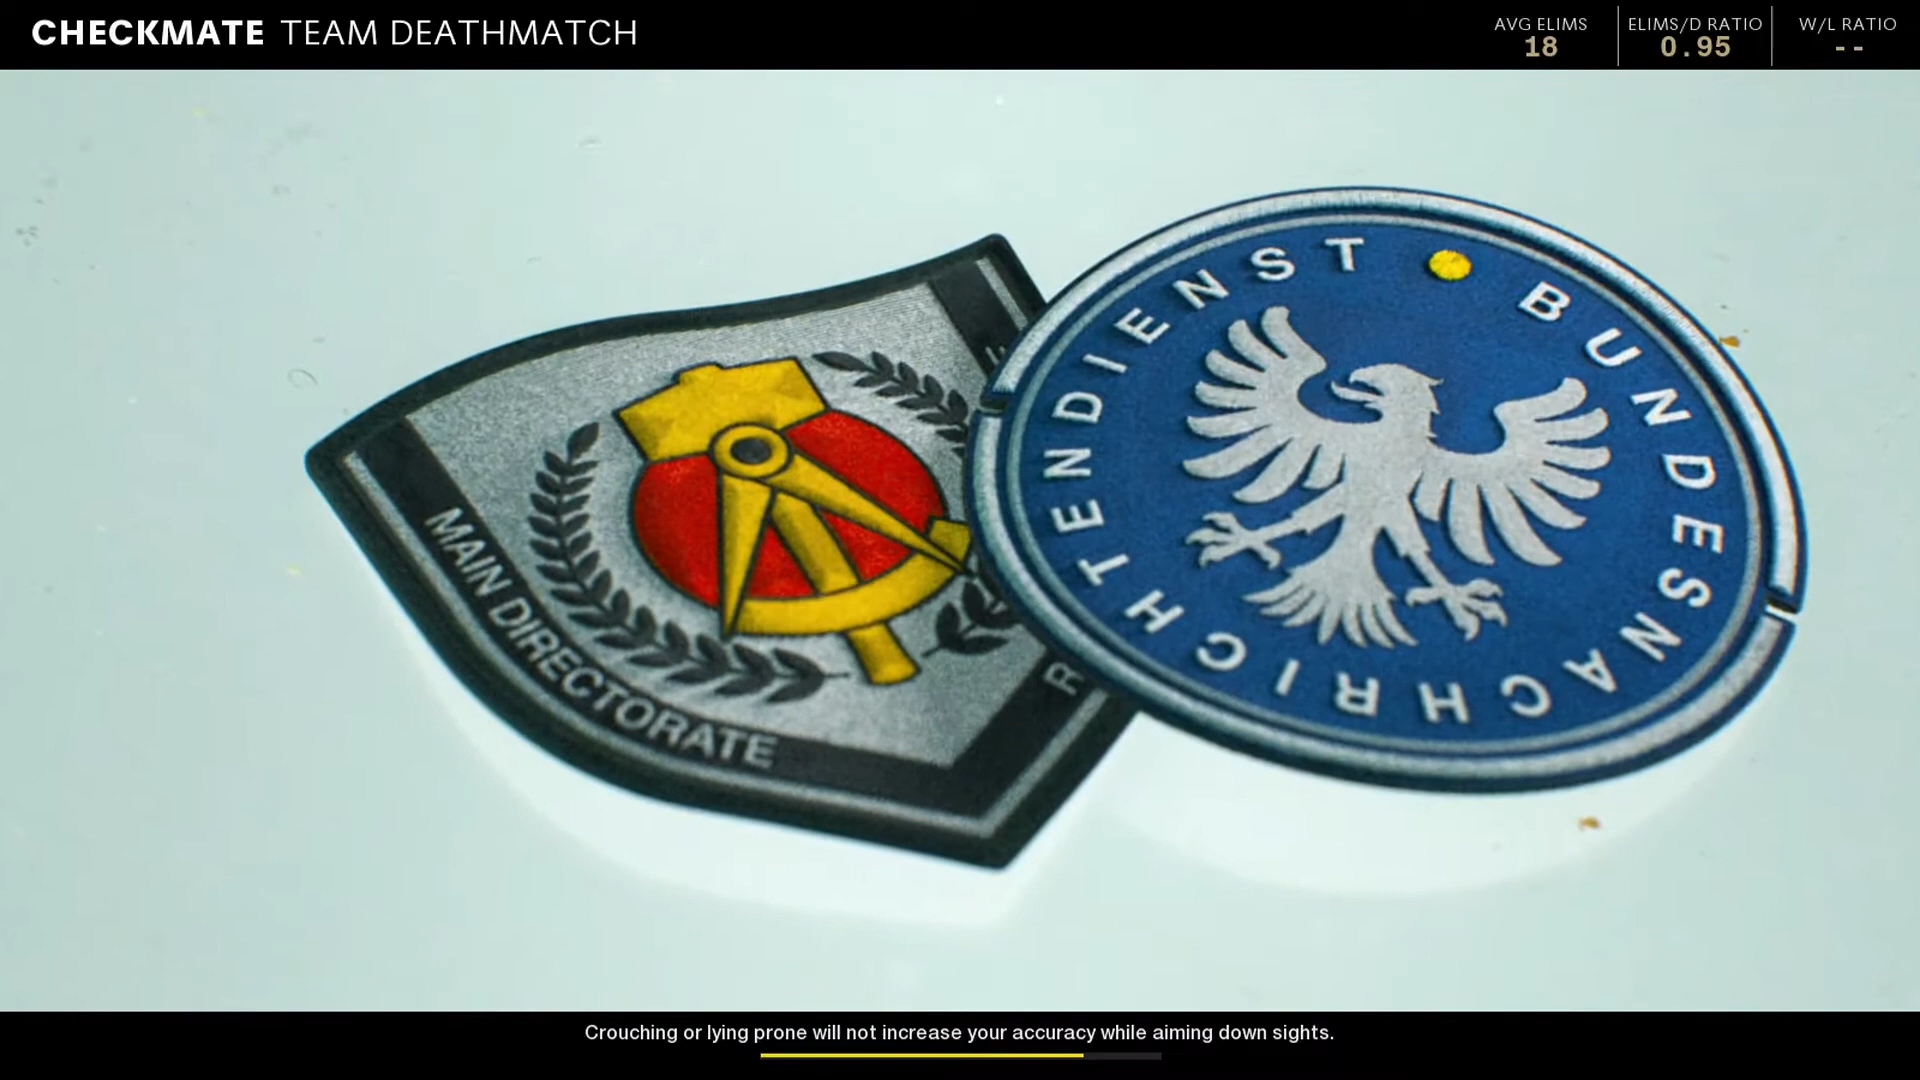 CHECKMATE TEAM DEATHMATCH
AVG ELIMS
18
ELIMS/D RATIO
0.95
W/L RATIO
--
MAIN DIRECTORATE
R
BUNDESNACHRICHTENDIENST
Crouching or lying prone will not increase your accuracy while aiming down sights.